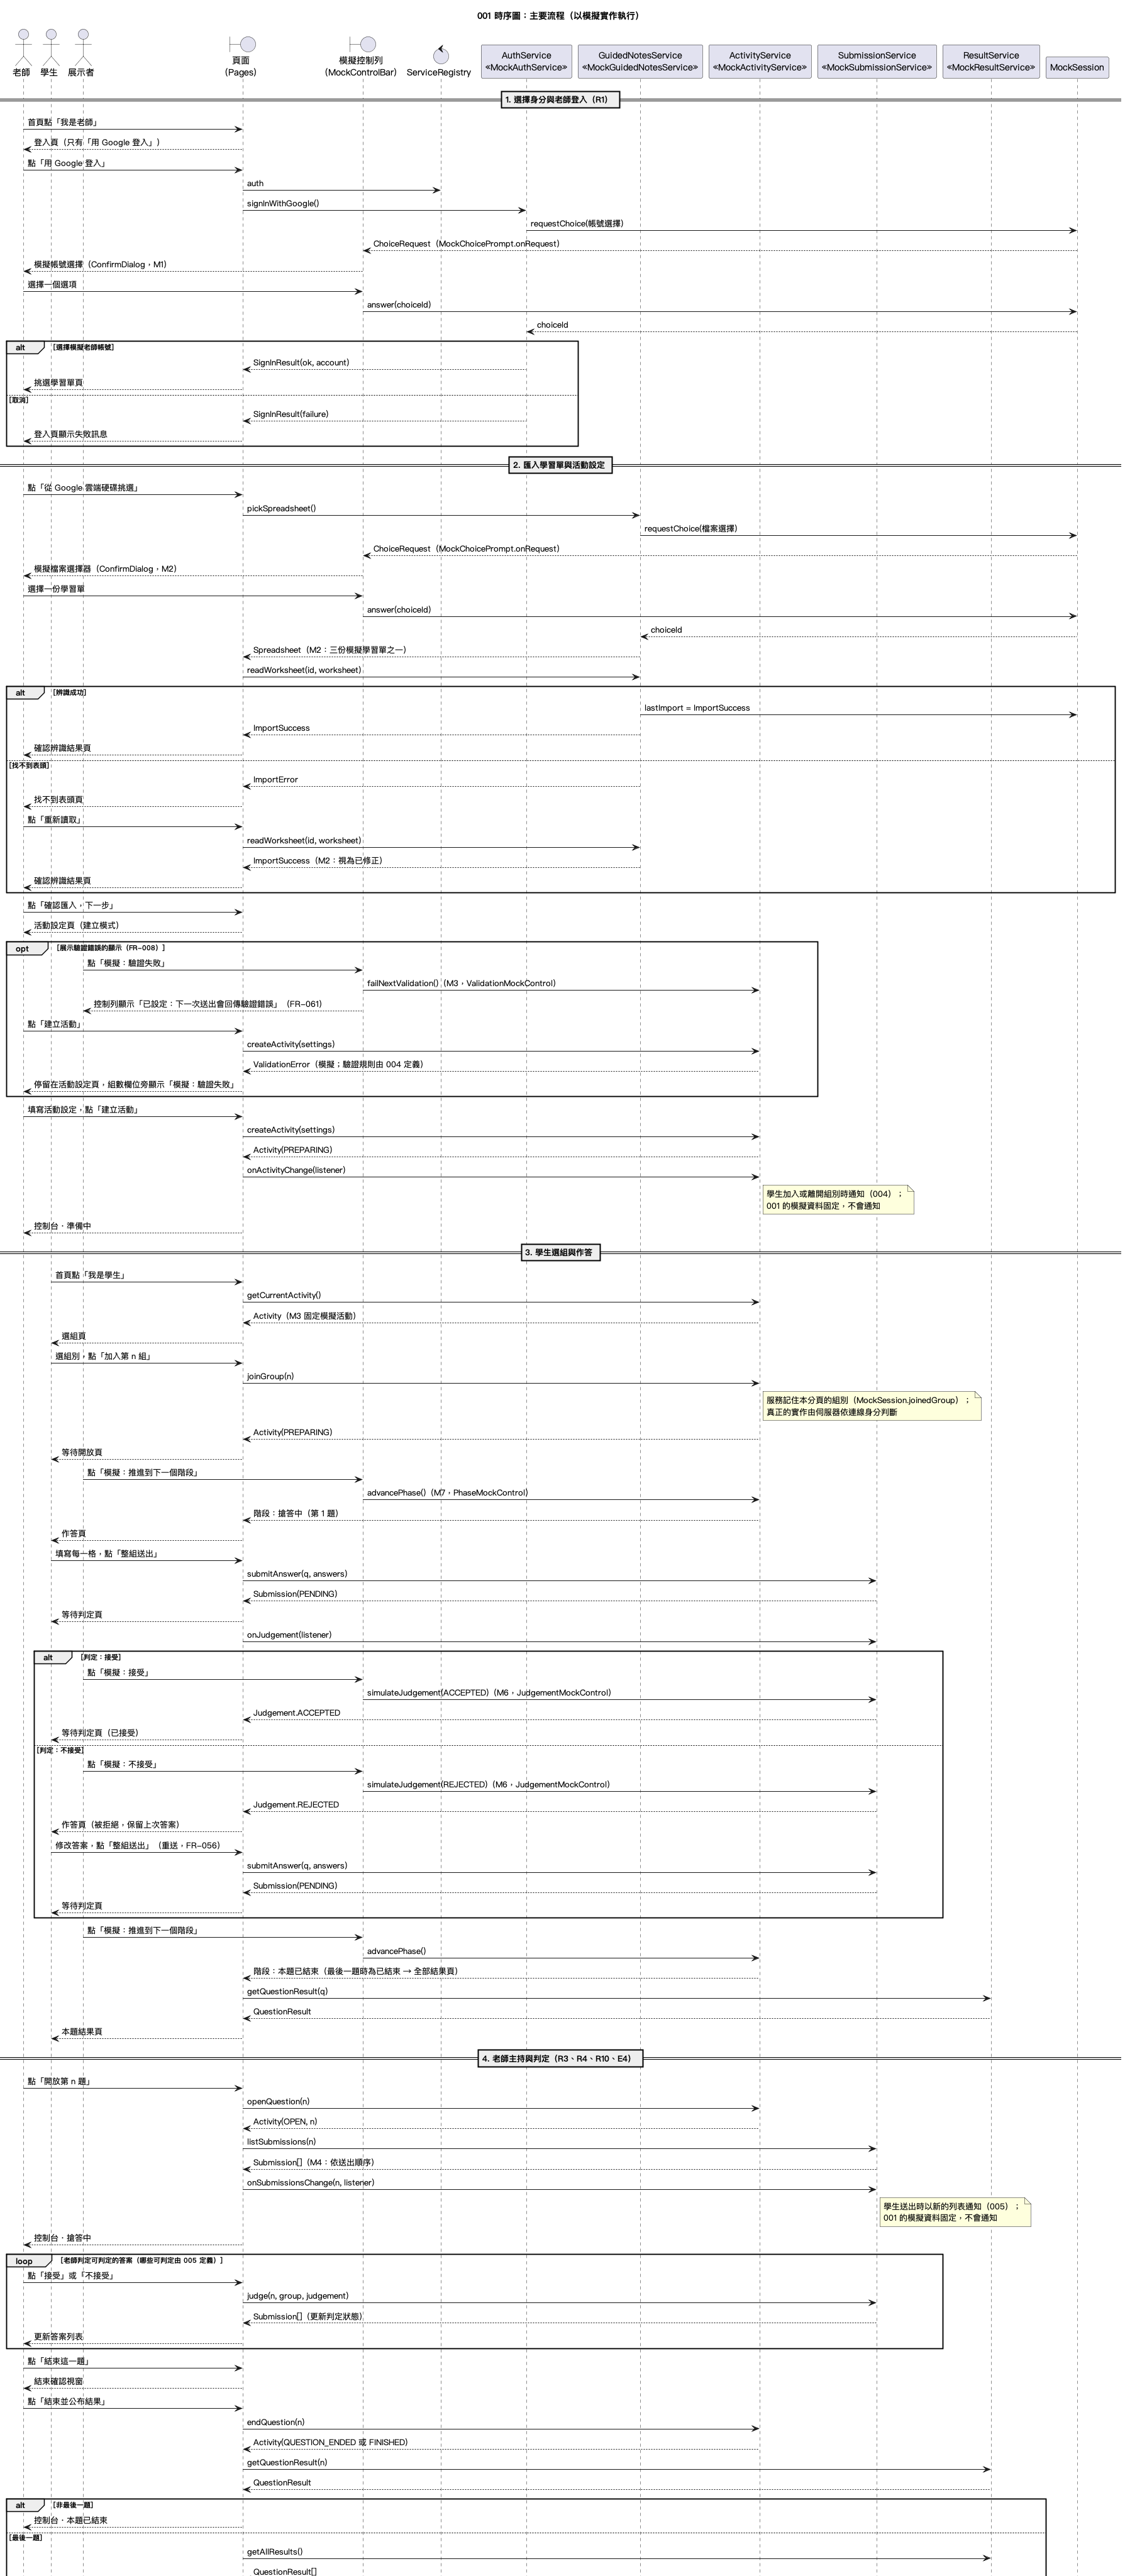 001 時序圖：主要流程（以模擬實作執行）
老師
學生
展示者
頁面
(Pages)
模擬控制列
(MockControlBar)
ServiceRegistry
AuthService
«MockAuthService»
GuidedNotesService
«MockGuidedNotesService»
ActivityService
«MockActivityService»
SubmissionService
«MockSubmissionService»
ResultService
«MockResultService»
MockSession
1. 選擇身分與老師登入（R1）
首頁點「我是老師」
登入頁（只有「用 Google 登入」）
點「用 Google 登入」
auth
signInWithGoogle()
requestChoice(帳號選擇)
ChoiceRequest（MockChoicePrompt.onRequest）
模擬帳號選擇（ConfirmDialog，M1）
選擇一個選項
answer(choiceId)
choiceId
alt [選擇模擬老師帳號]
SignInResult(ok, account)
挑選學習單頁
[取消]
SignInResult(failure)
登入頁顯示失敗訊息
2. 匯入學習單與活動設定
點「從 Google 雲端硬碟挑選」
pickSpreadsheet()
requestChoice(檔案選擇)
ChoiceRequest（MockChoicePrompt.onRequest）
模擬檔案選擇器（ConfirmDialog，M2）
選擇一份學習單
answer(choiceId)
choiceId
Spreadsheet（M2：三份模擬學習單之一）
readWorksheet(id, worksheet)
alt [辨識成功]
lastImport = ImportSuccess
ImportSuccess
確認辨識結果頁
[找不到表頭]
ImportError
找不到表頭頁
點「重新讀取」
readWorksheet(id, worksheet)
ImportSuccess（M2：視為已修正）
確認辨識結果頁
點「確認匯入，下一步」
活動設定頁（建立模式）
opt [展示驗證錯誤的顯示（FR-008）]
點「模擬：驗證失敗」
failNextValidation()（M3，ValidationMockControl）
控制列顯示「已設定：下一次送出會回傳驗證錯誤」（FR-061）
點「建立活動」
createActivity(settings)
ValidationError（模擬；驗證規則由 004 定義）
停留在活動設定頁，組數欄位旁顯示「模擬：驗證失敗」
填寫活動設定，點「建立活動」
createActivity(settings)
Activity(PREPARING)
onActivityChange(listener)
學生加入或離開組別時通知（004）；
001 的模擬資料固定，不會通知
控制台・準備中
3. 學生選組與作答
首頁點「我是學生」
getCurrentActivity()
Activity（M3 固定模擬活動）
選組頁
選組別，點「加入第 n 組」
joinGroup(n)
服務記住本分頁的組別（MockSession.joinedGroup）；
真正的實作由伺服器依連線身分判斷
Activity(PREPARING)
等待開放頁
點「模擬：推進到下一個階段」
advancePhase()（M7，PhaseMockControl）
階段：搶答中（第 1 題）
作答頁
填寫每一格，點「整組送出」
submitAnswer(q, answers)
Submission(PENDING)
等待判定頁
onJudgement(listener)
alt [判定：接受]
點「模擬：接受」
simulateJudgement(ACCEPTED)（M6，JudgementMockControl）
Judgement.ACCEPTED
等待判定頁（已接受）
[判定：不接受]
點「模擬：不接受」
simulateJudgement(REJECTED)（M6，JudgementMockControl）
Judgement.REJECTED
作答頁（被拒絕，保留上次答案）
修改答案，點「整組送出」（重送，FR-056）
submitAnswer(q, answers)
Submission(PENDING)
等待判定頁
點「模擬：推進到下一個階段」
advancePhase()
階段：本題已結束（最後一題時為已結束 → 全部結果頁）
getQuestionResult(q)
QuestionResult
本題結果頁
4. 老師主持與判定（R3、R4、R10、E4）
點「開放第 n 題」
openQuestion(n)
Activity(OPEN, n)
listSubmissions(n)
Submission[]（M4：依送出順序）
onSubmissionsChange(n, listener)
學生送出時以新的列表通知（005）；
001 的模擬資料固定，不會通知
控制台・搶答中
loop [老師判定可判定的答案（哪些可判定由 005 定義）]
點「接受」或「不接受」
judge(n, group, judgement)
Submission[]（更新判定狀態）
更新答案列表
點「結束這一題」
結束確認視窗
點「結束並公布結果」
endQuestion(n)
Activity(QUESTION_ENDED 或 FINISHED)
getQuestionResult(n)
QuestionResult
alt [非最後一題]
控制台・本題已結束
[最後一題]
getAllResults()
QuestionResult[]